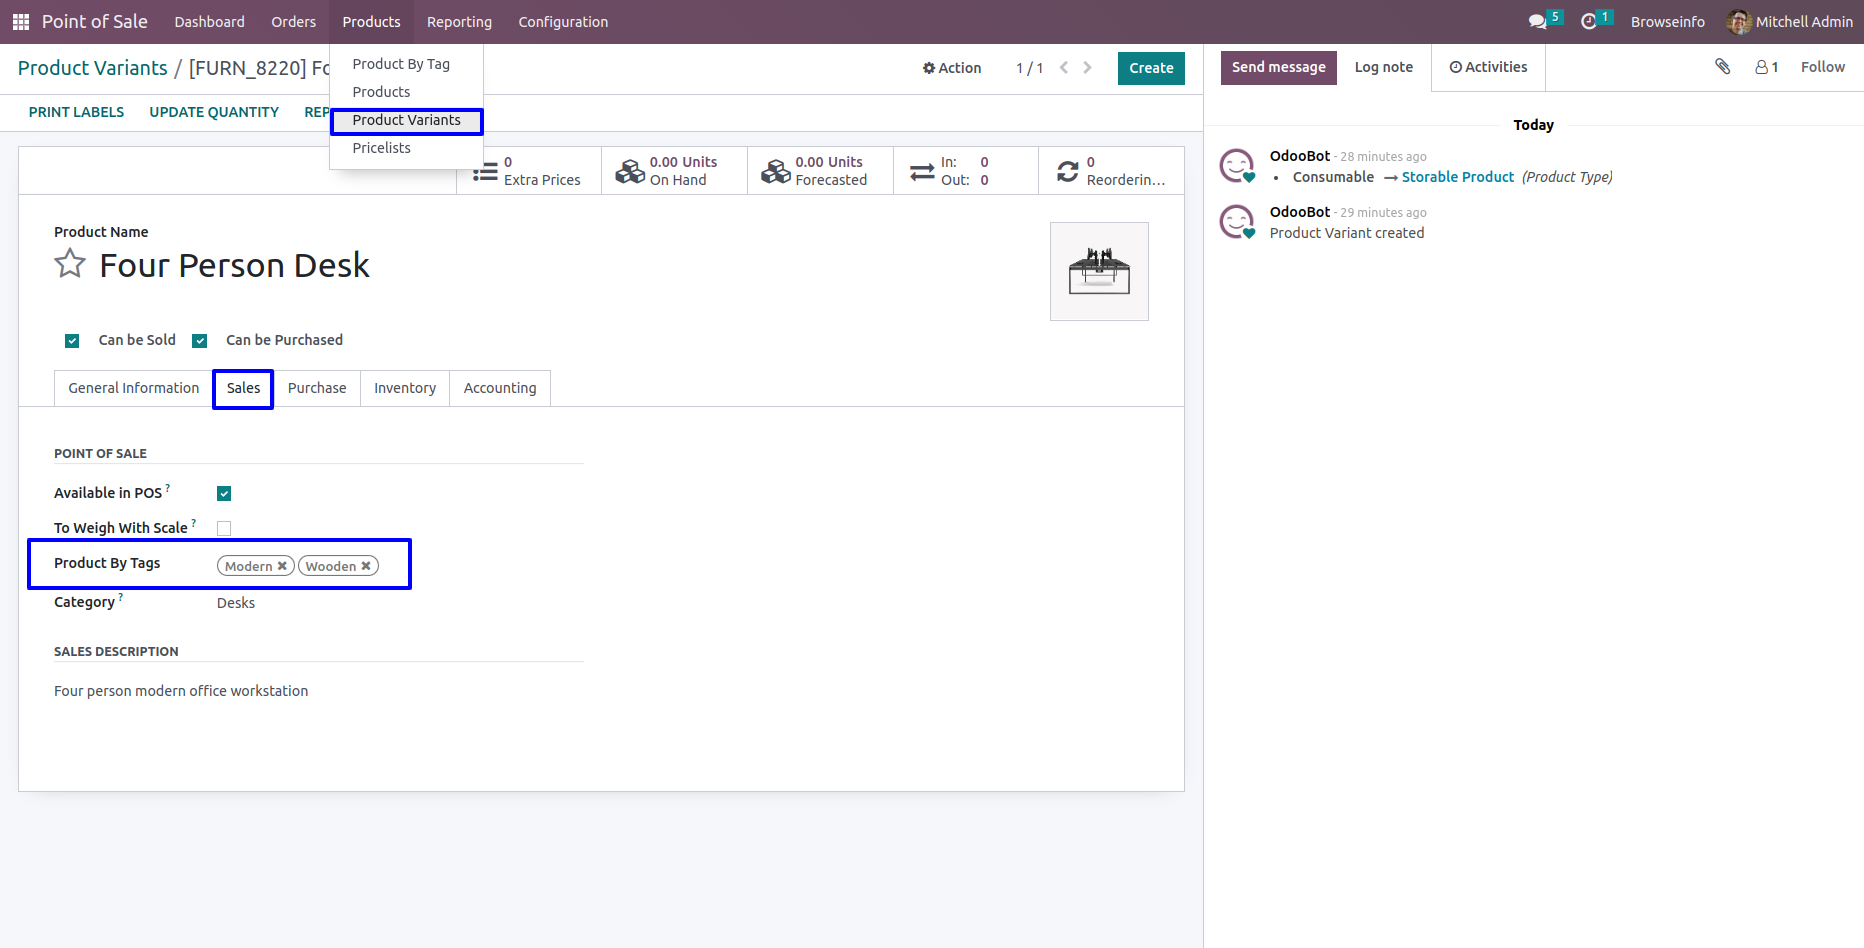 Point of Sale Dashboard Orders Products Reporting Configuration 5 1 Browseinfo Mitchell Admin
Product Variants / [FURN_8220] Fo
Action 1 / 1 Create
PRINT LABELS UPDATE QUANTITY REP
Product By Tag
Products
Product Variants
Pricelists
0
Extra Prices
0.00 Units
On Hand
0.00 Units
Forecasted
In: 0
Out: 0
0
Reorderin...
Product Name
Four Person Desk
Can be Sold Can be Purchased
General Information Sales Purchase Inventory Accounting
POINT OF SALE
Available in POS ?
To Weigh With Scale ?
Product By Tags Modern ✖ Wooden ✖
Category ? Desks
SALES DESCRIPTION
Four person modern office workstation
Send message Log note Activities 1 Follow
Today
OdooBot - 28 minutes ago
• Consumable → Storable Product (Product Type)
OdooBot - 29 minutes ago
Product Variant created